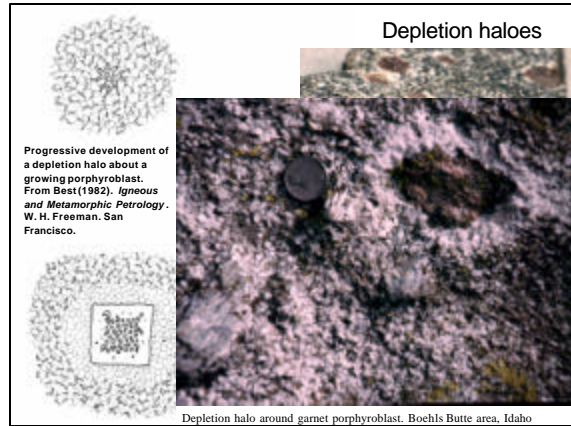 Depletion haloes
Progressive development of
a depletion halo about a
growing porphyroblast.
From Best (1982). Igneous
and Metamorphic Petrology.
W. H. Freeman. San
Francisco.
Depletion halo around garnet porphyroblast. Boehls Butte area, Idaho